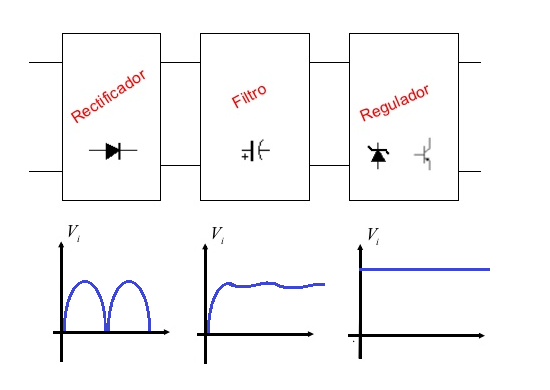 Rectificador
Filtro
Regulador
+
Vi
Vi
Vi